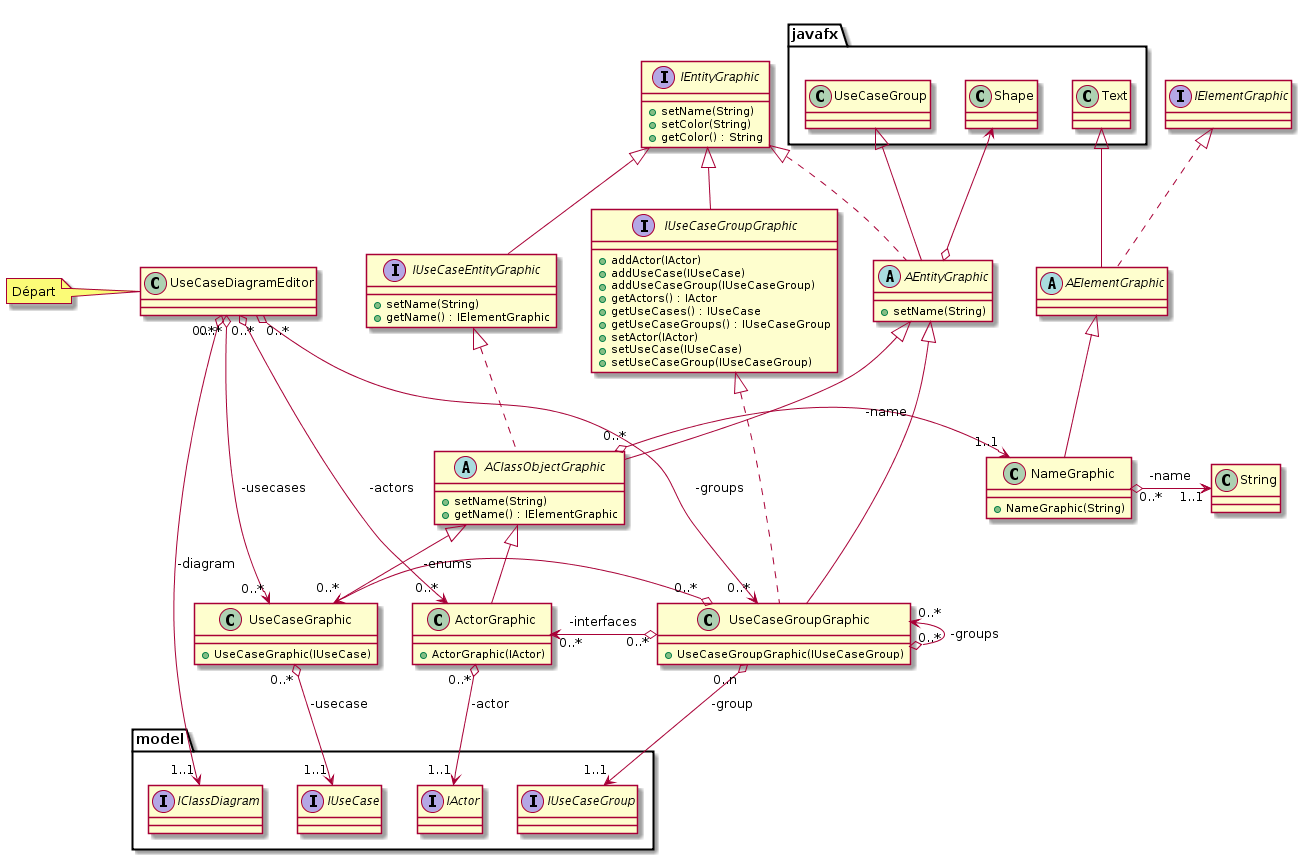 javafx
I IEntityGraphic
setName(String)
setColor(String)
getColor() : String
C UseCaseGroup
C Shape
C Text
I IElementGraphic
I IUseCaseGroupGraphic
addActor(IActor)
addUseCase(IUseCase)
addUseCaseGroup(IUseCaseGroup)
getActors() : IActor
getUseCases() : IUseCase
getUseCaseGroups() : IUseCaseGroup
setActor(IActor)
setUseCase(IUseCase)
setUseCaseGroup(IUseCaseGroup)
Départ
C UseCaseDiagramEditor
I IUseCaseEntityGraphic
setName(String)
getName() : IElementGraphic
A AEntityGraphic
setName(String)
A AElementGraphic
0..*
0..*
0..*
0..*
-name
0..*
1..1
A AClassObjectGraphic
setName(String)
getName() : IElementGraphic
C NameGraphic
NameGraphic(String)
-name
0..*
1..1
C String
-usecases
-actors
-groups
-diagram
-enums
0..*
0..*
0..*
0..*
0..*
C UseCaseGraphic
UseCaseGraphic(IUseCase)
C ActorGraphic
ActorGraphic(IActor)
-interfaces
0..*
0..*
C UseCaseGroupGraphic
UseCaseGroupGraphic(IUseCaseGroup)
0..*
0..*
-groups
0..*
0..*
0..n
-usecase
-actor
-group
model
1..1
1..1
1..1
1..1
I IClassDiagram
I IUseCase
I IActor
I IUseCaseGroup